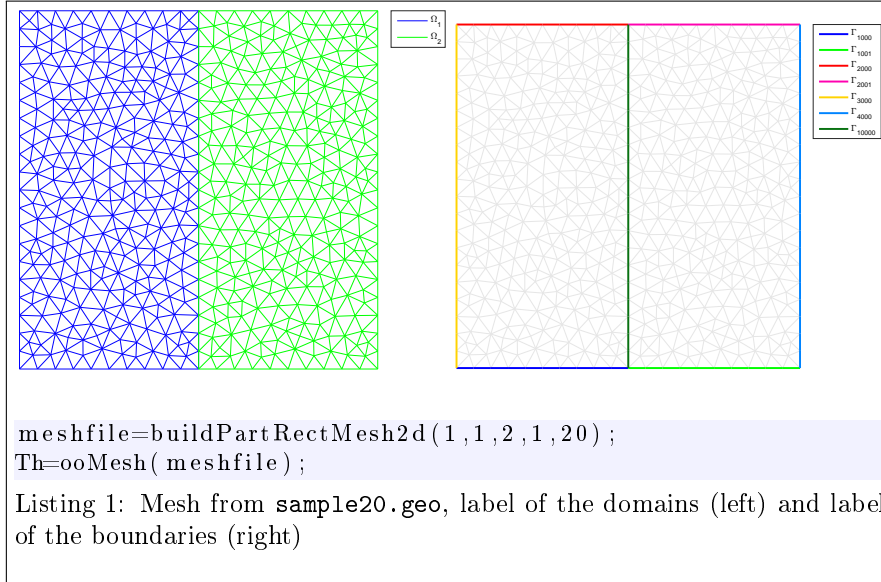 Ω1
Ω2
Γ1000
Γ1001
Γ2000
Γ2001
Γ3000
Γ4000
Γ10000
meshfile=buildPartRectMesh2d(1,1,2,1,20);
Th=ooMesh(meshfile);
Listing 1: Mesh from sample20.geo, label of the domains (left) and label
of the boundaries (right)